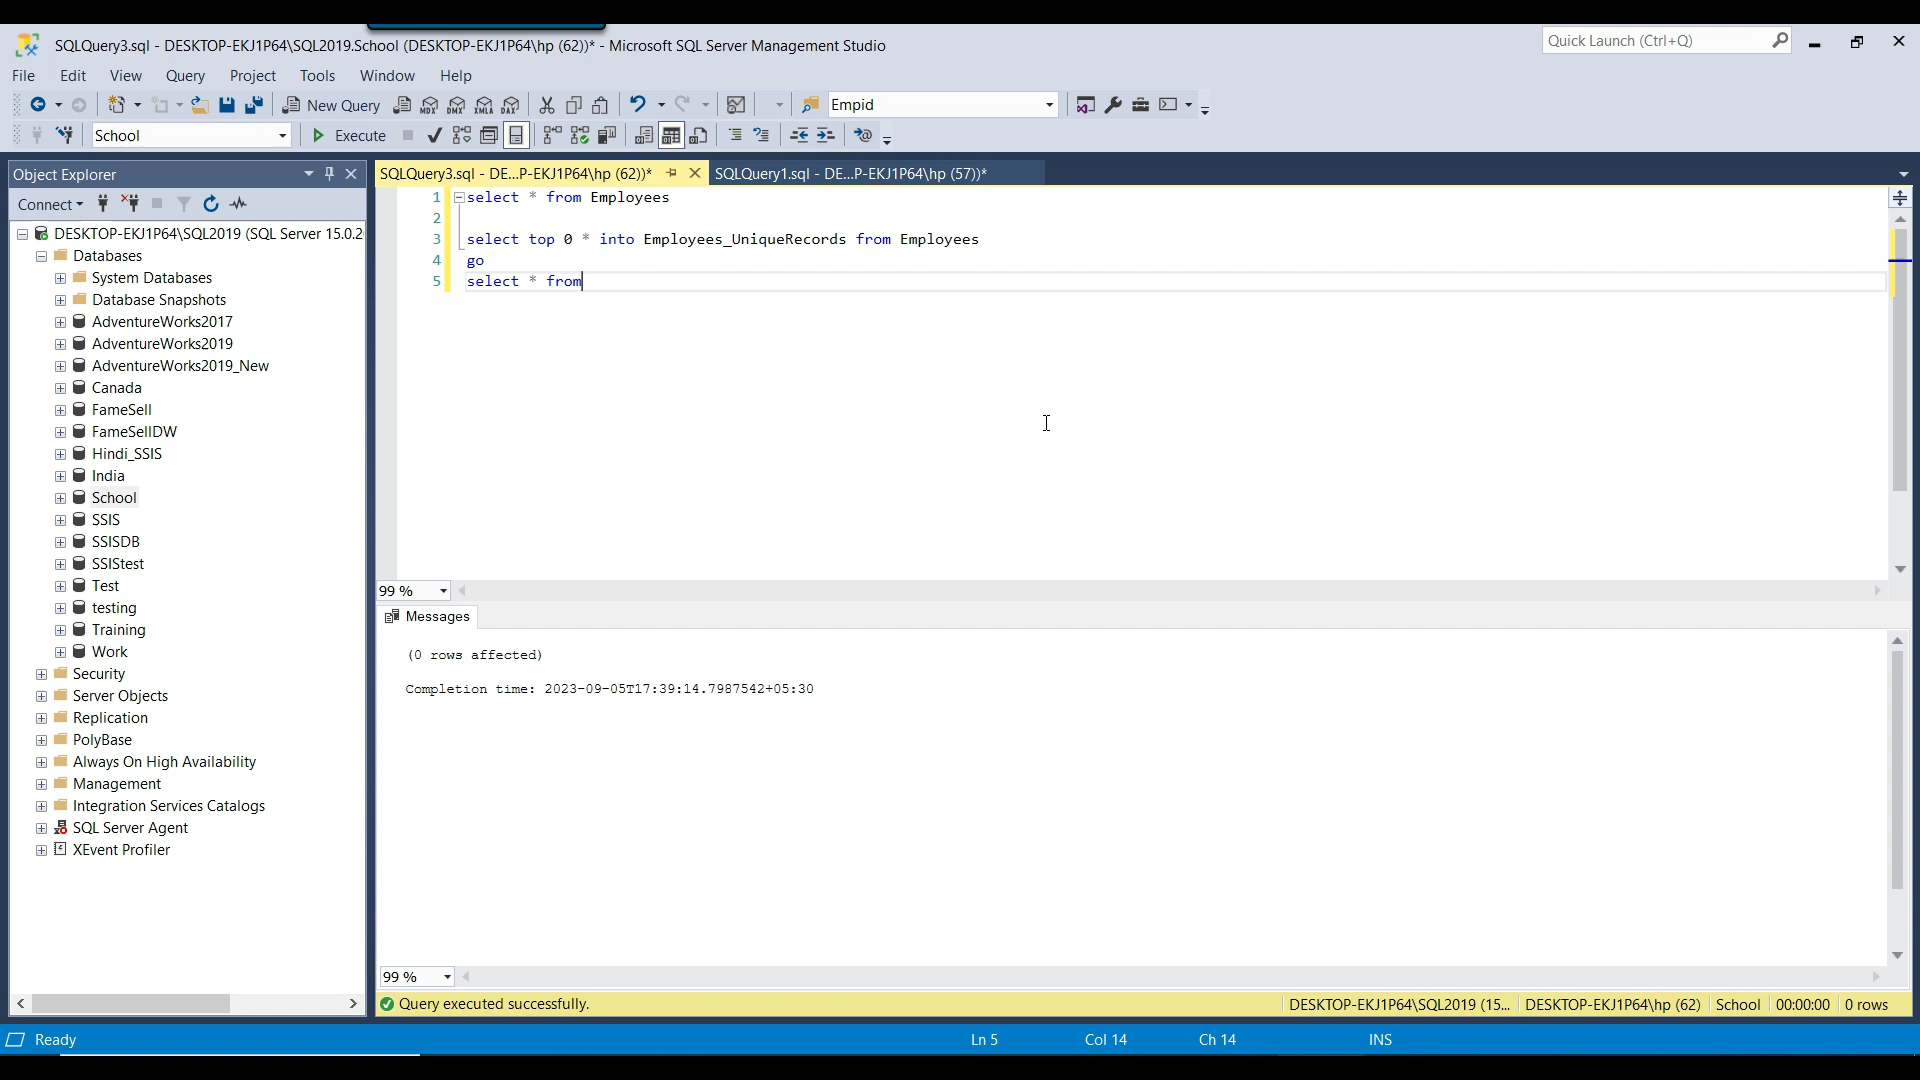 SQLQuery3.sql - DESKTOP-EKJ1P64\SQL2019.School (DESKTOP-EKJ1P64\hp (62))* - Microsoft SQL Server Management Studio
Quick Launch (Ctrl+Q)
File Edit View Query Project Tools Window Help
New Query MDX DMX XMLA DAX Empid
School Execute
Object Explorer
SQLQuery3.sql - DE...P-EKJ1P64\hp (62))* SQLQuery1.sql - DE...P-EKJ1P64\hp (57))*
Connect
DESKTOP-EKJ1P64\SQL2019 (SQL Server 15.0.2
Databases
System Databases
Database Snapshots
AdventureWorks2017
AdventureWorks2019
AdventureWorks2019_New
Canada
FameSell
FameSellDW
Hindi_SSIS
India
School
SSIS
SSISDB
SSIStest
Test
testing
Training
Work
Security
Server Objects
Replication
PolyBase
Always On High Availability
Management
Integration Services Catalogs
SQL Server Agent
XEvent Profiler
1 select * from Employees
2
3 select top 0 * into Employees_UniqueRecords from Employees
4 go
5 select * from
99 %
Messages
(0 rows affected)
Completion time: 2023-09-05T17:39:14.7987542+05:30
99 %
Query executed successfully. DESKTOP-EKJ1P64\SQL2019 (15... DESKTOP-EKJ1P64\hp (62) School 00:00:00 0 rows
Ready Ln 5 Col 14 Ch 14 INS